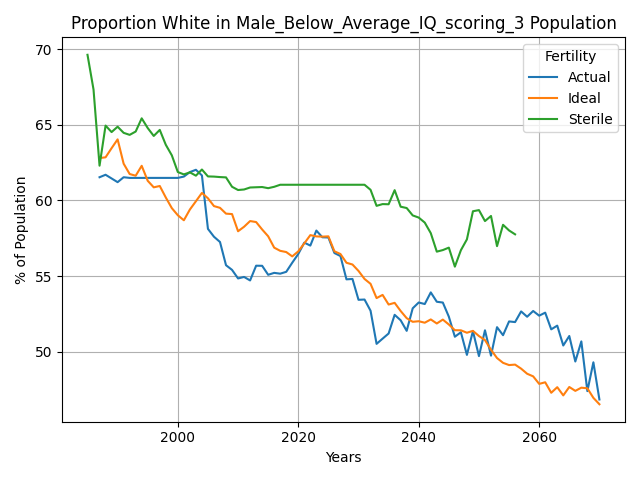 Proportion White in Male_Below_Average_IQ_scoring_3 Population
70
65
60
55
50
% of Population
Fertility
Actual
Ideal
Sterile
2000
2020
2040
2060
Years